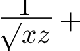 1/√xz +